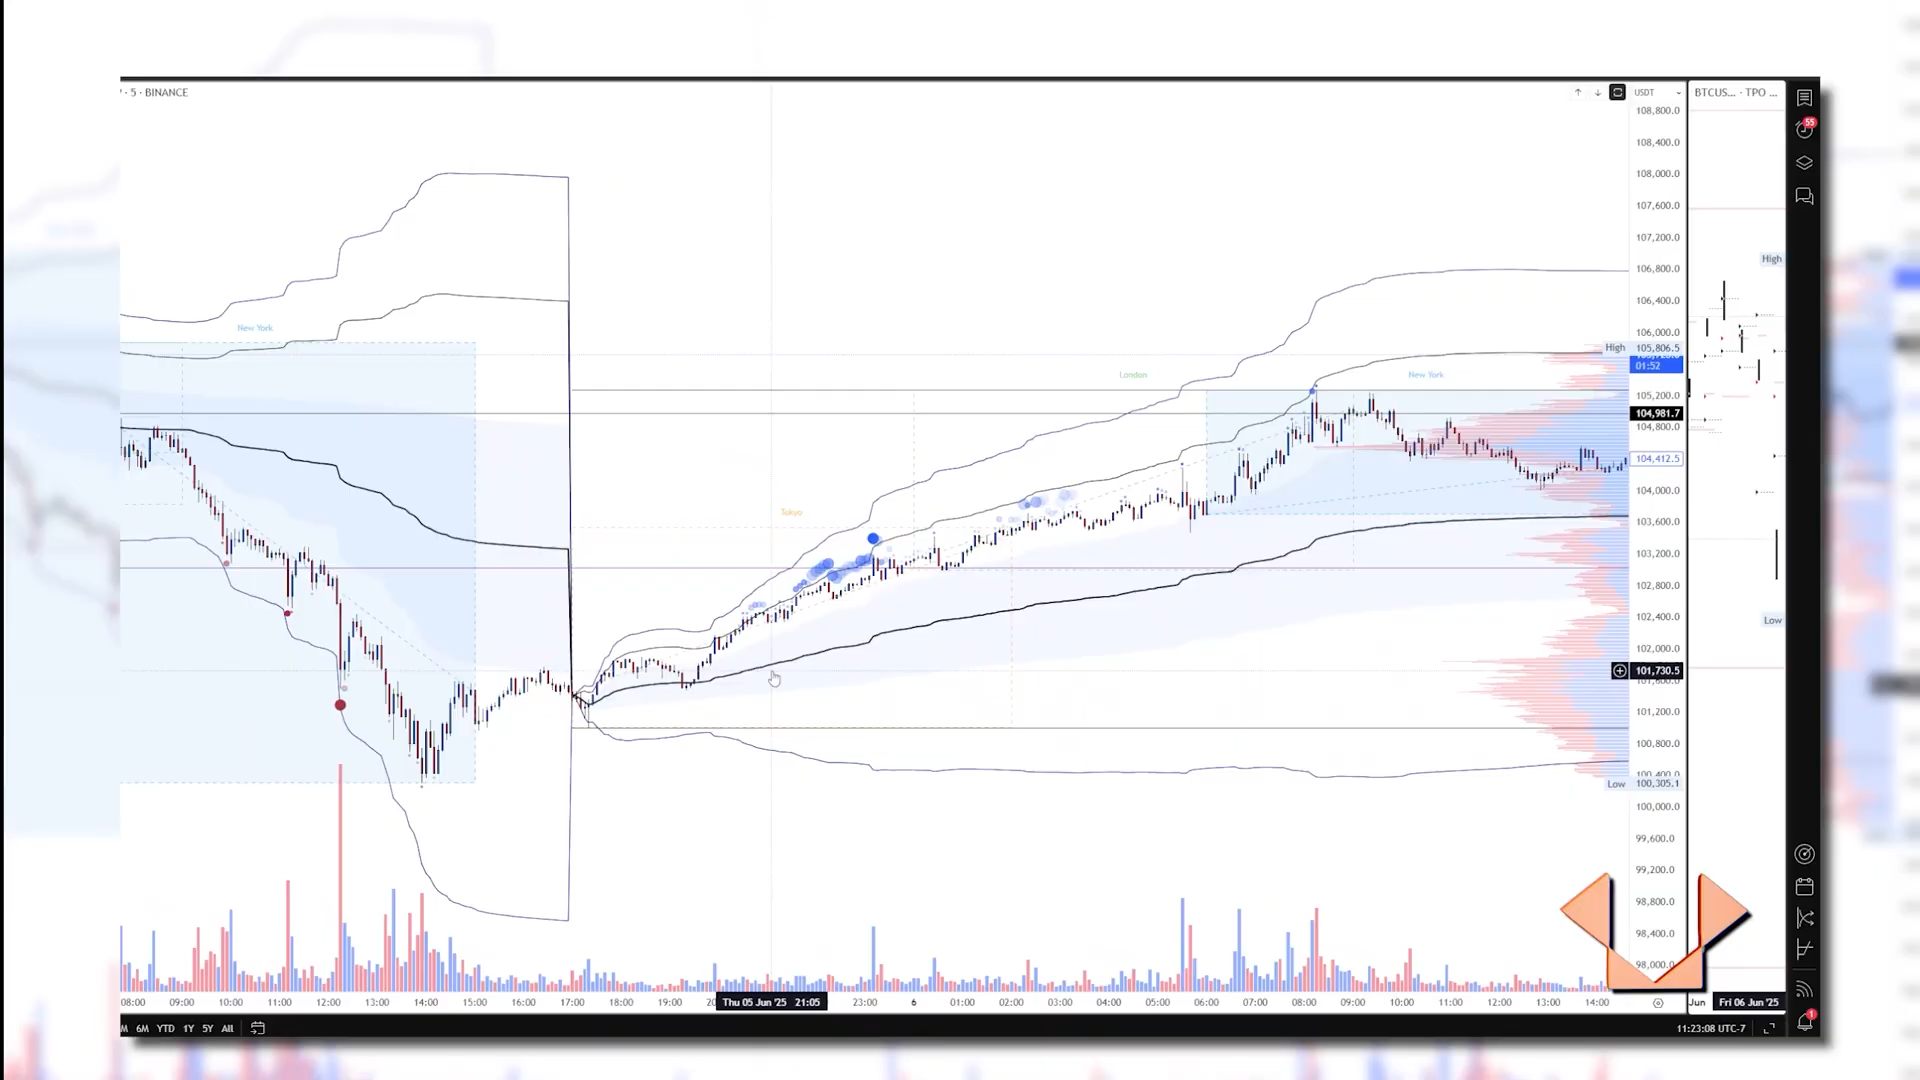 · 5 · BINANCE
USDT
BTCUS... · TPO ...
55
108,800.0
108,400.0
108,000.0
107,600.0
107,200.0
106,800.0
106,400.0
106,000.0
High 105,806.5
01:52
105,200.0
104,981.7
104,800.0
104,412.5
104,000.0
103,600.0
103,200.0
102,800.0
102,400.0
102,000.0
101,730.5
101,200.0
100,800.0
Low 100,305.1
100,000.0
99,600.0
99,200.0
98,800.0
98,400.0
98,000.0
High
Low
New York
Tokyo
London
New York
08:00 09:00 10:00 11:00 12:00 13:00 14:00 15:00 16:00 17:00 18:00 19:00 Thu 05 Jun '25 21:05 23:00 6 01:00 02:00 03:00 04:00 05:00 06:00 07:00 08:00 09:00 10:00 11:00 12:00 13:00 14:00
Jun Fri 06 Jun '25
6M YTD 1Y 5Y All
11:23:08 UTC-7
1